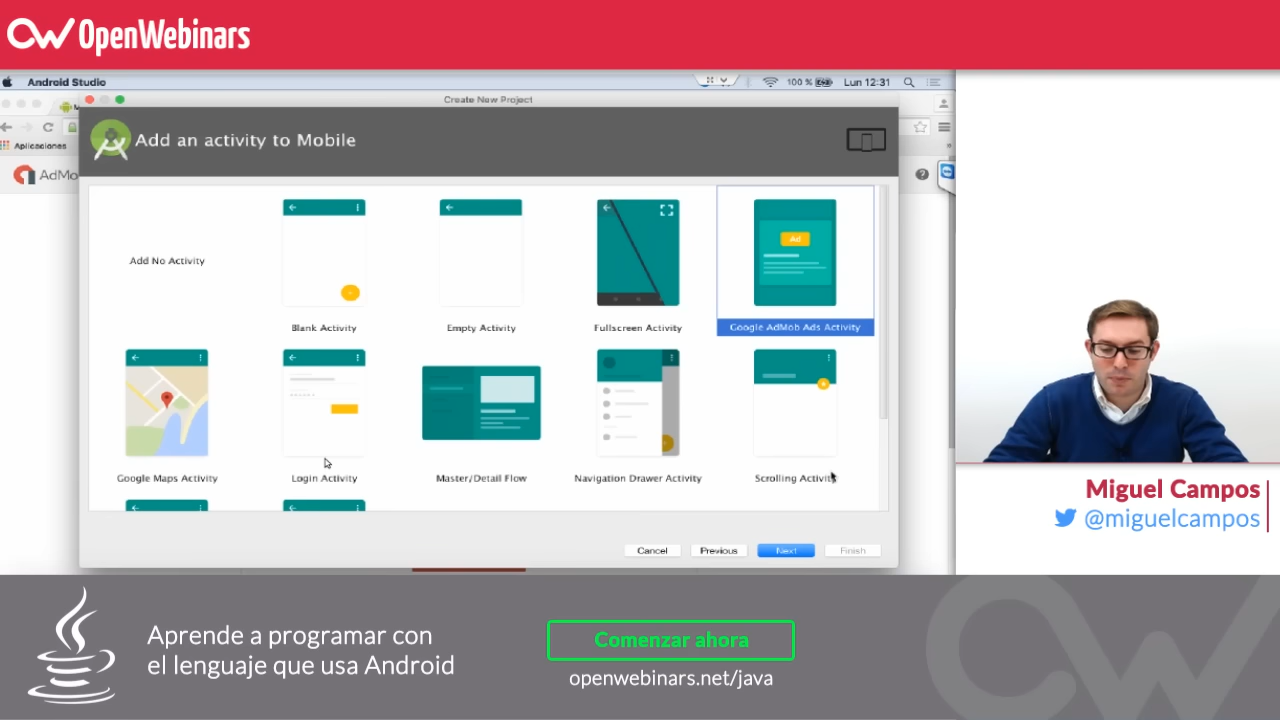 OpenWebinars
Android Studio
100 %
Lun 12:31
Create New Project
Aplicaciones
Add an activity to Mobile
AdMo
Add No Activity
Blank Activity
Empty Activity
Fullscreen Activity
Ad
Google AdMob Ads Activity
Google Maps Activity
Login Activity
Master/Detail Flow
Navigation Drawer Activity
Scrolling Activity
Cancel
Previous
Next
Finish
Miguel Campos
@miguelcampos
Aprende a programar con
el lenguaje que usa Android
Comenzar ahora
openwebinars.net/java